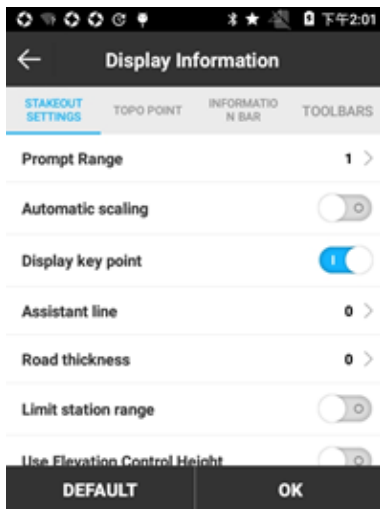 下午2:01
Display Information
STAKEOUT
SETTINGS
TOPO POINT
INFORMATIO
N BAR
TOOLBARS
Prompt Range 1
Automatic scaling
Display key point
Assistant line 0
Road thickness 0
Limit station range
Use Elevation Control Height
DEFAULT OK